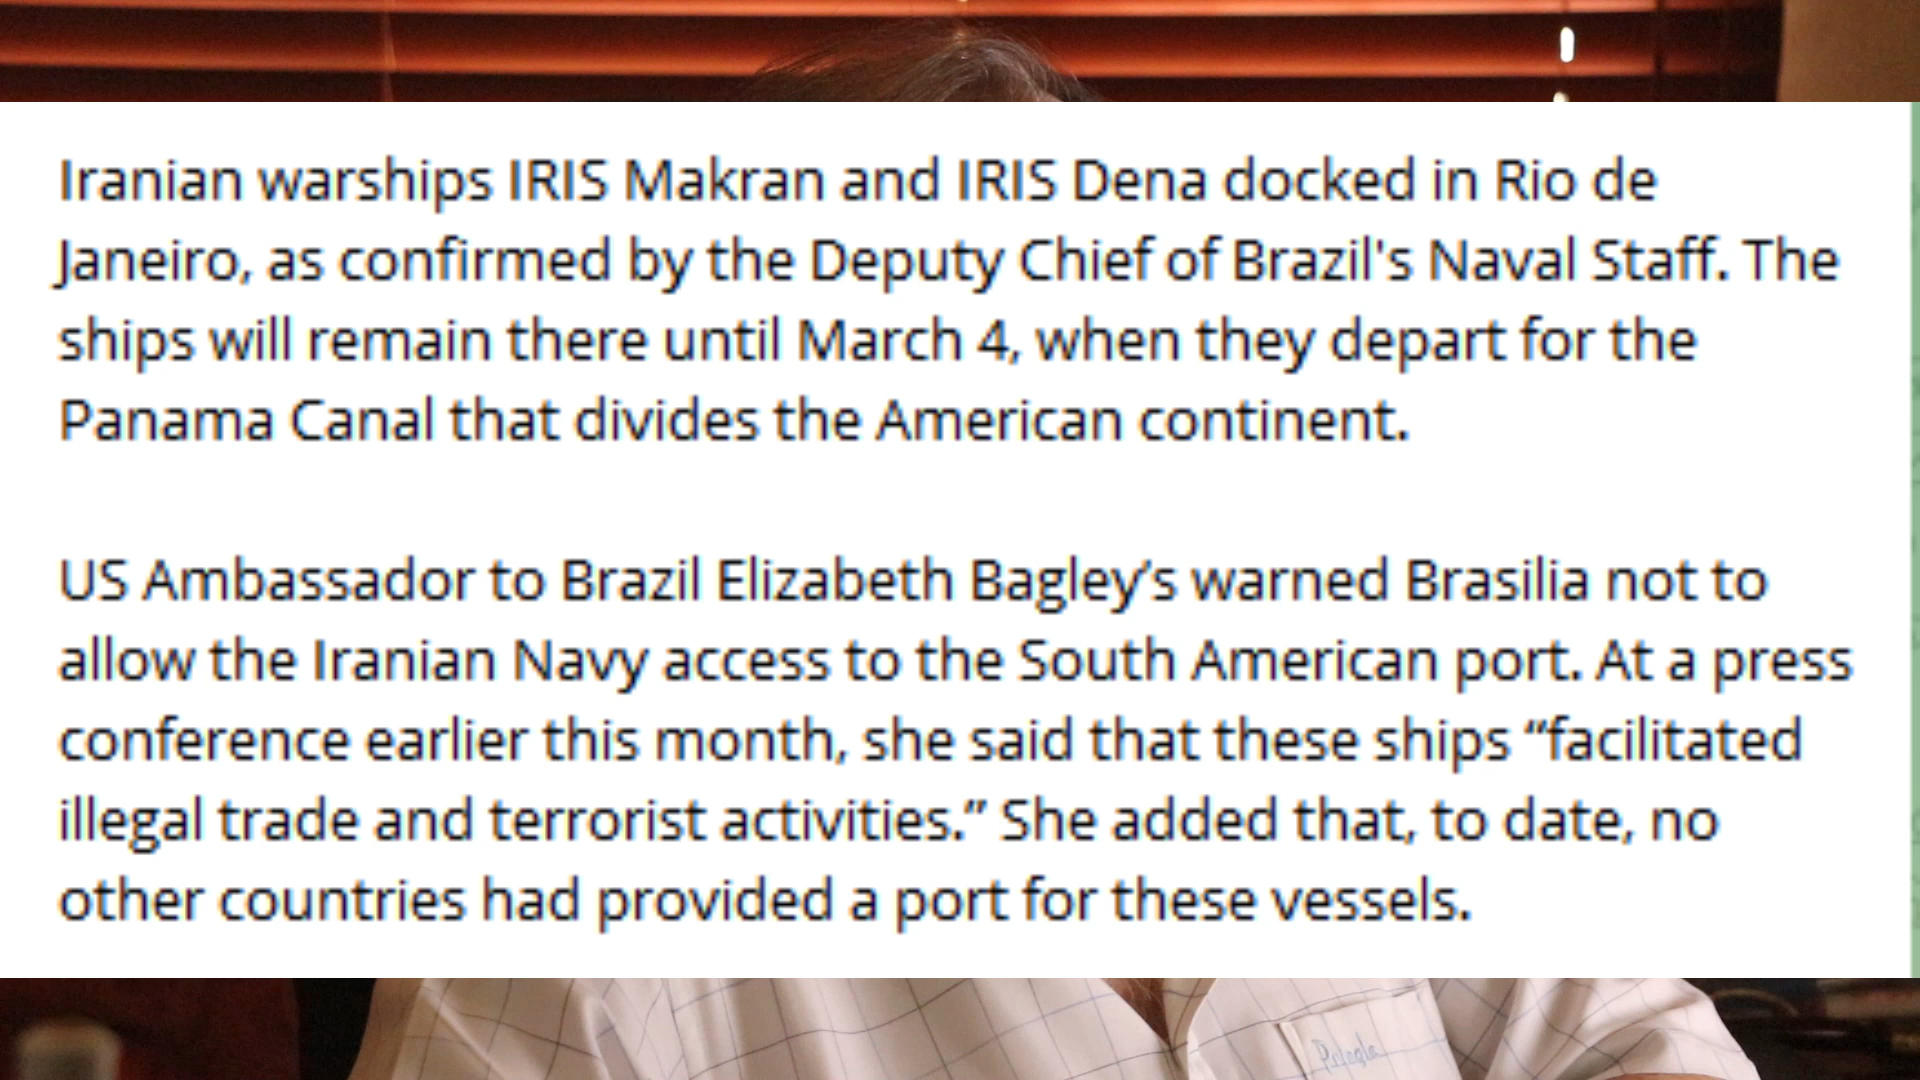 Iranian warships IRIS Makran and IRIS Dena docked in Rio de
Janeiro, as confirmed by the Deputy Chief of Brazil's Naval Staff. The
ships will remain there until March 4, when they depart for the
Panama Canal that divides the American continent.
US Ambassador to Brazil Elizabeth Bagley’s warned Brasilia not to
allow the Iranian Navy access to the South American port. At a press
conference earlier this month, she said that these ships “facilitated
illegal trade and terrorist activities.” She added that, to date, no
other countries had provided a port for these vessels.